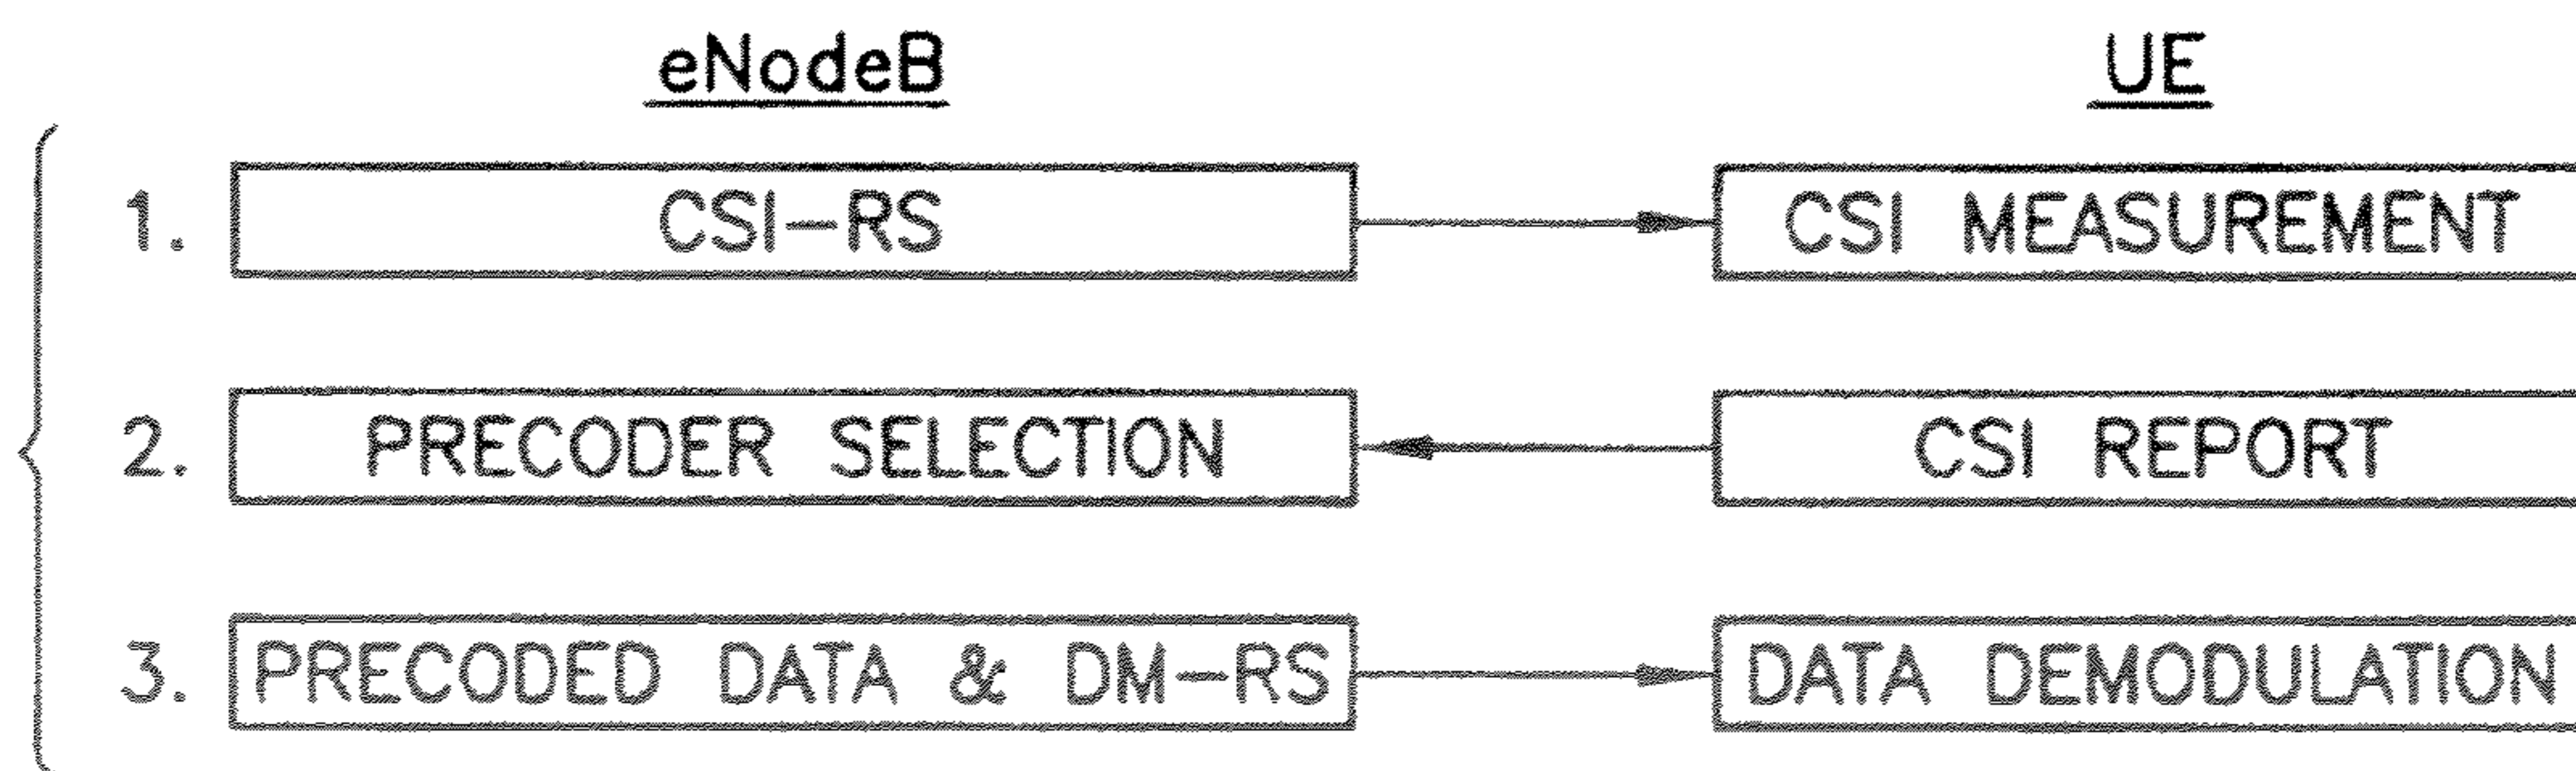 eNodeB UE
1. CSI-RS CSI MEASUREMENT
2. PRECODER SELECTION CSI REPORT
3. PRECODED DATA & DM-RS DATA DEMODULATION